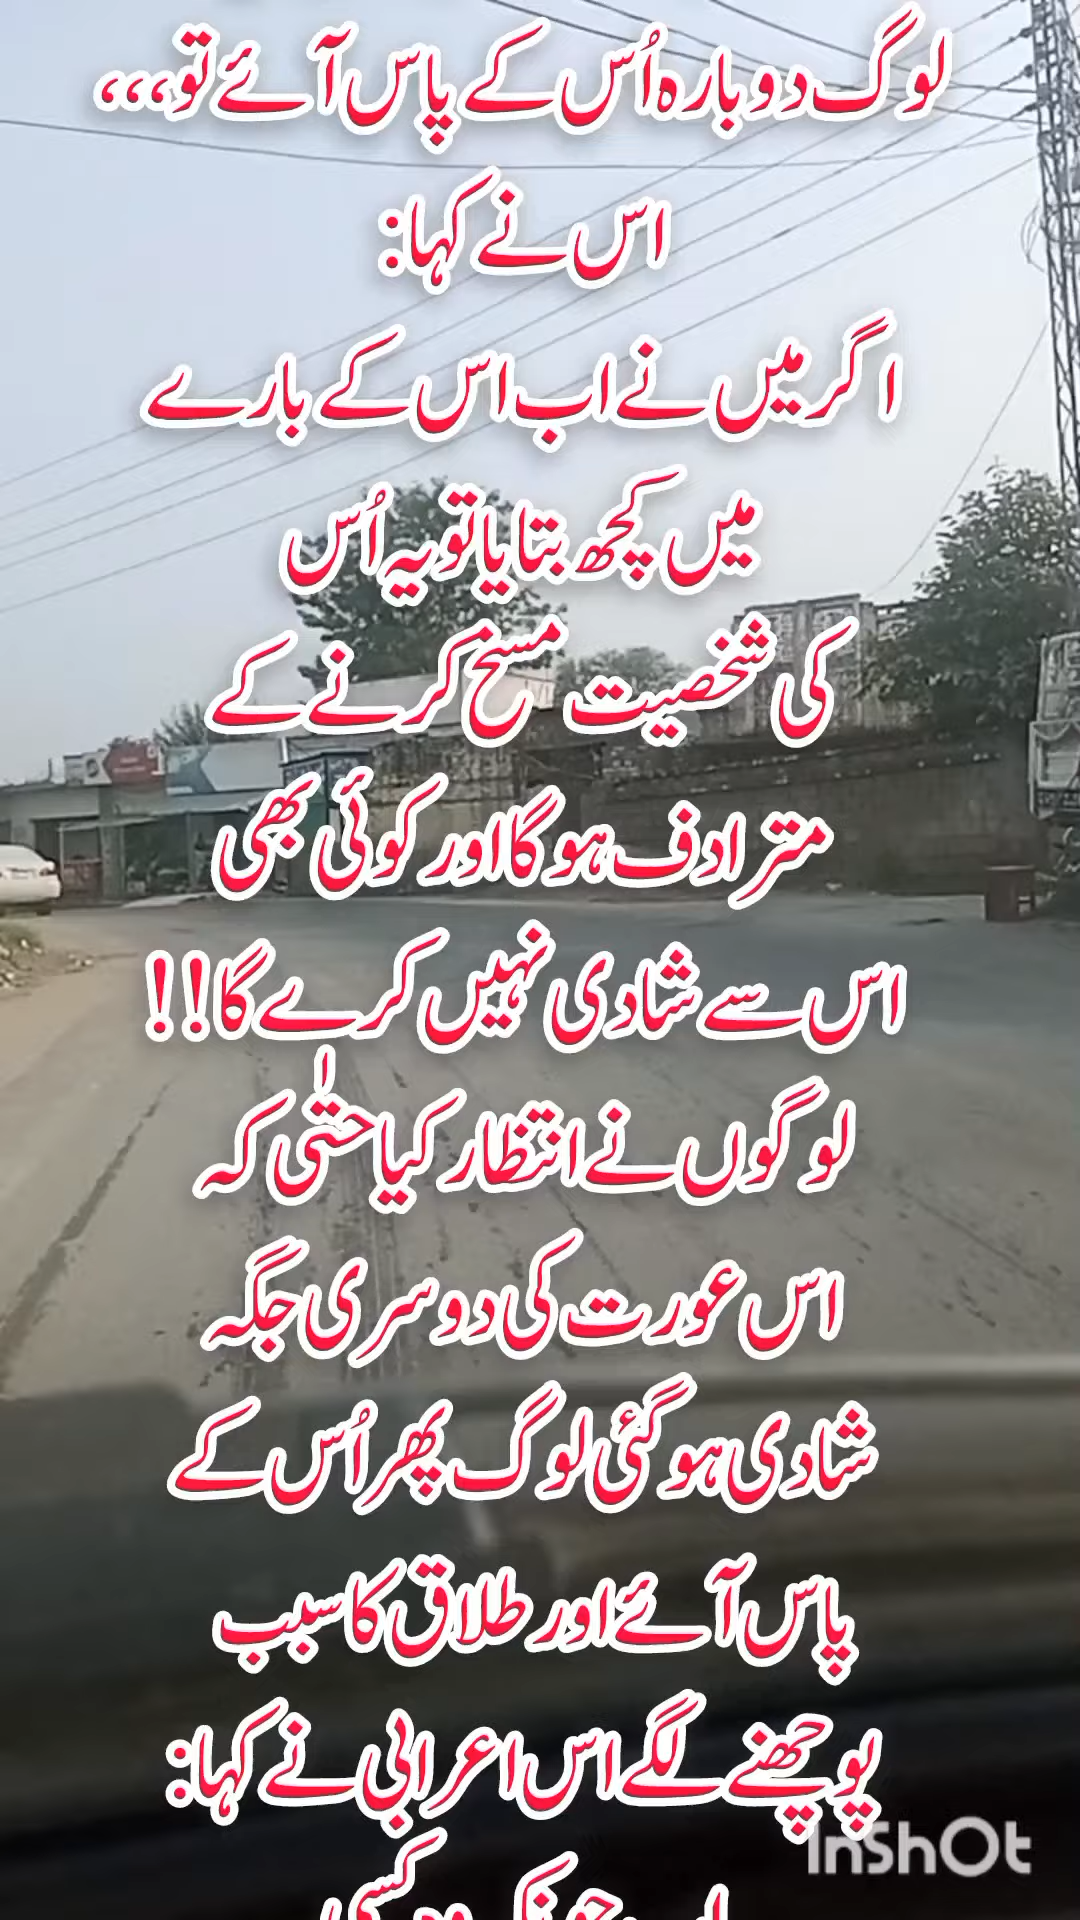 لوگ دوبارہ اُس کے پاس آئے تو،،،،
اس نے کہا:
اگر میں نے اب اس کے بارے
میں کچھ بتایا تو یہ اُس
کی شخصیت مسخ کرنے کے
مترادف ہو گا اور کوئی بھی
اس سے شادی نہیں کرے گا!!
لوگوں نے انتظار کیا حتٰی کہ
اس عورت کی دوسری جگہ
شادی ہو گئی لوگ پھر اُس کے
پاس آئے اور طلاق کا سبب
پوچھنے لگے اس اعرابی نے کہا:
InShOt